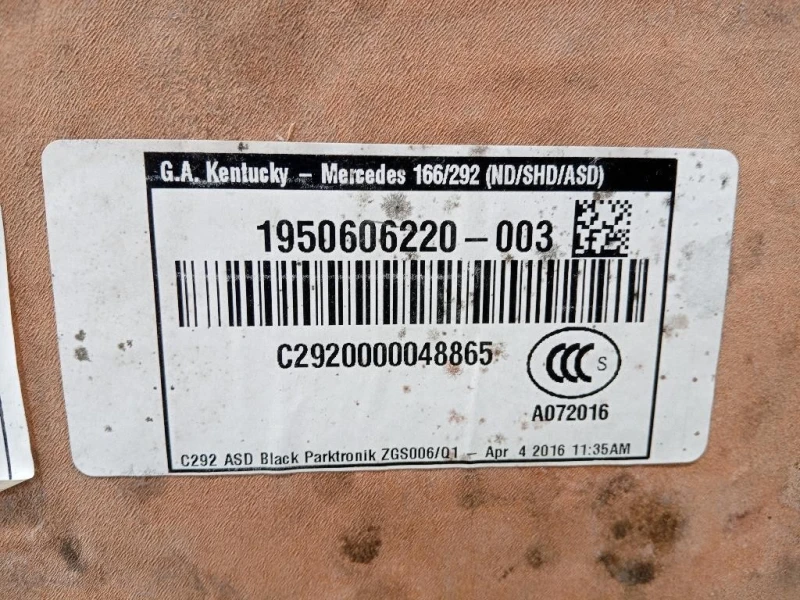 G.A. Kentucky – Mercedes 166/292 (ND/SHD/ASD)
1950606220-003
C2920000048865
CCC S
A072016
C292 ASD Black Parktronik ZGS006/Q1 – Apr 4 2016 11:35AM